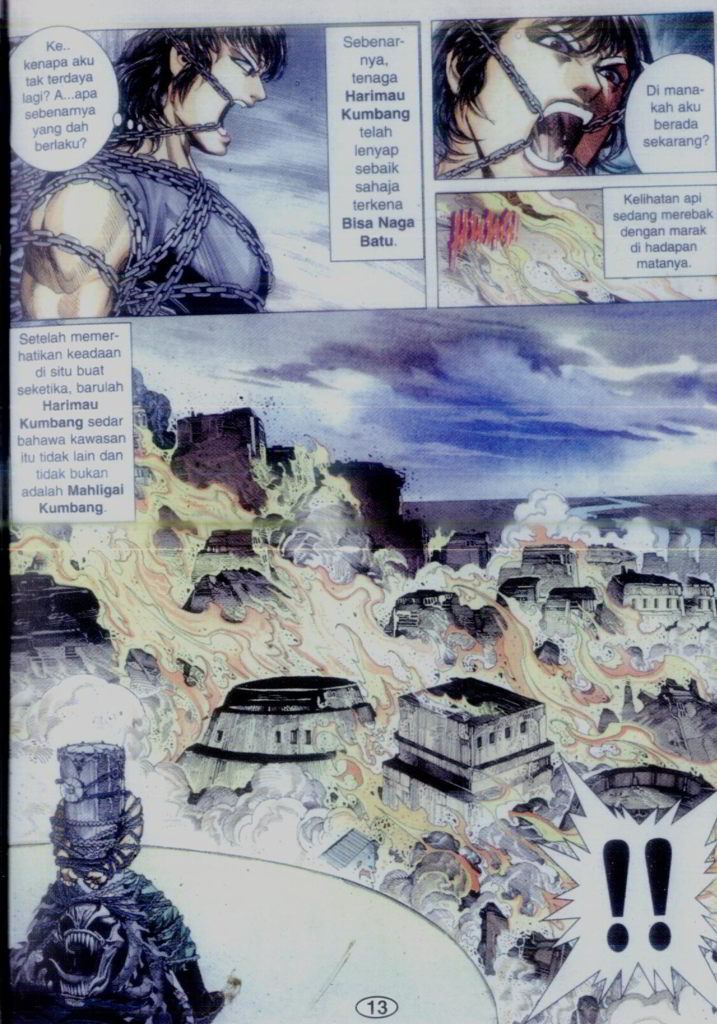 Ke..
kenapa aku
tak terdaya
lagi? A...apa
sebenarnya
yang dah
berlaku?
Sebenar-
nya,
tenaga
Harimau
Kumbang
telah
lenyap
sebaik
sahaja
terkena
Bisa Naga
Batu.
Di mana-
kah aku
berada
sekarang?
Kelihatan api
sedang merebak
dengan marak
di hadapan
matanya.
Setelah memer-
hatikan keadaan
di situ buat
seketika, barulah
Harimau
Kumbang sedar
bahawa kawasan
itu tidak lain dan
tidak bukan
adalah Mahligai
Kumbang.
!!
13